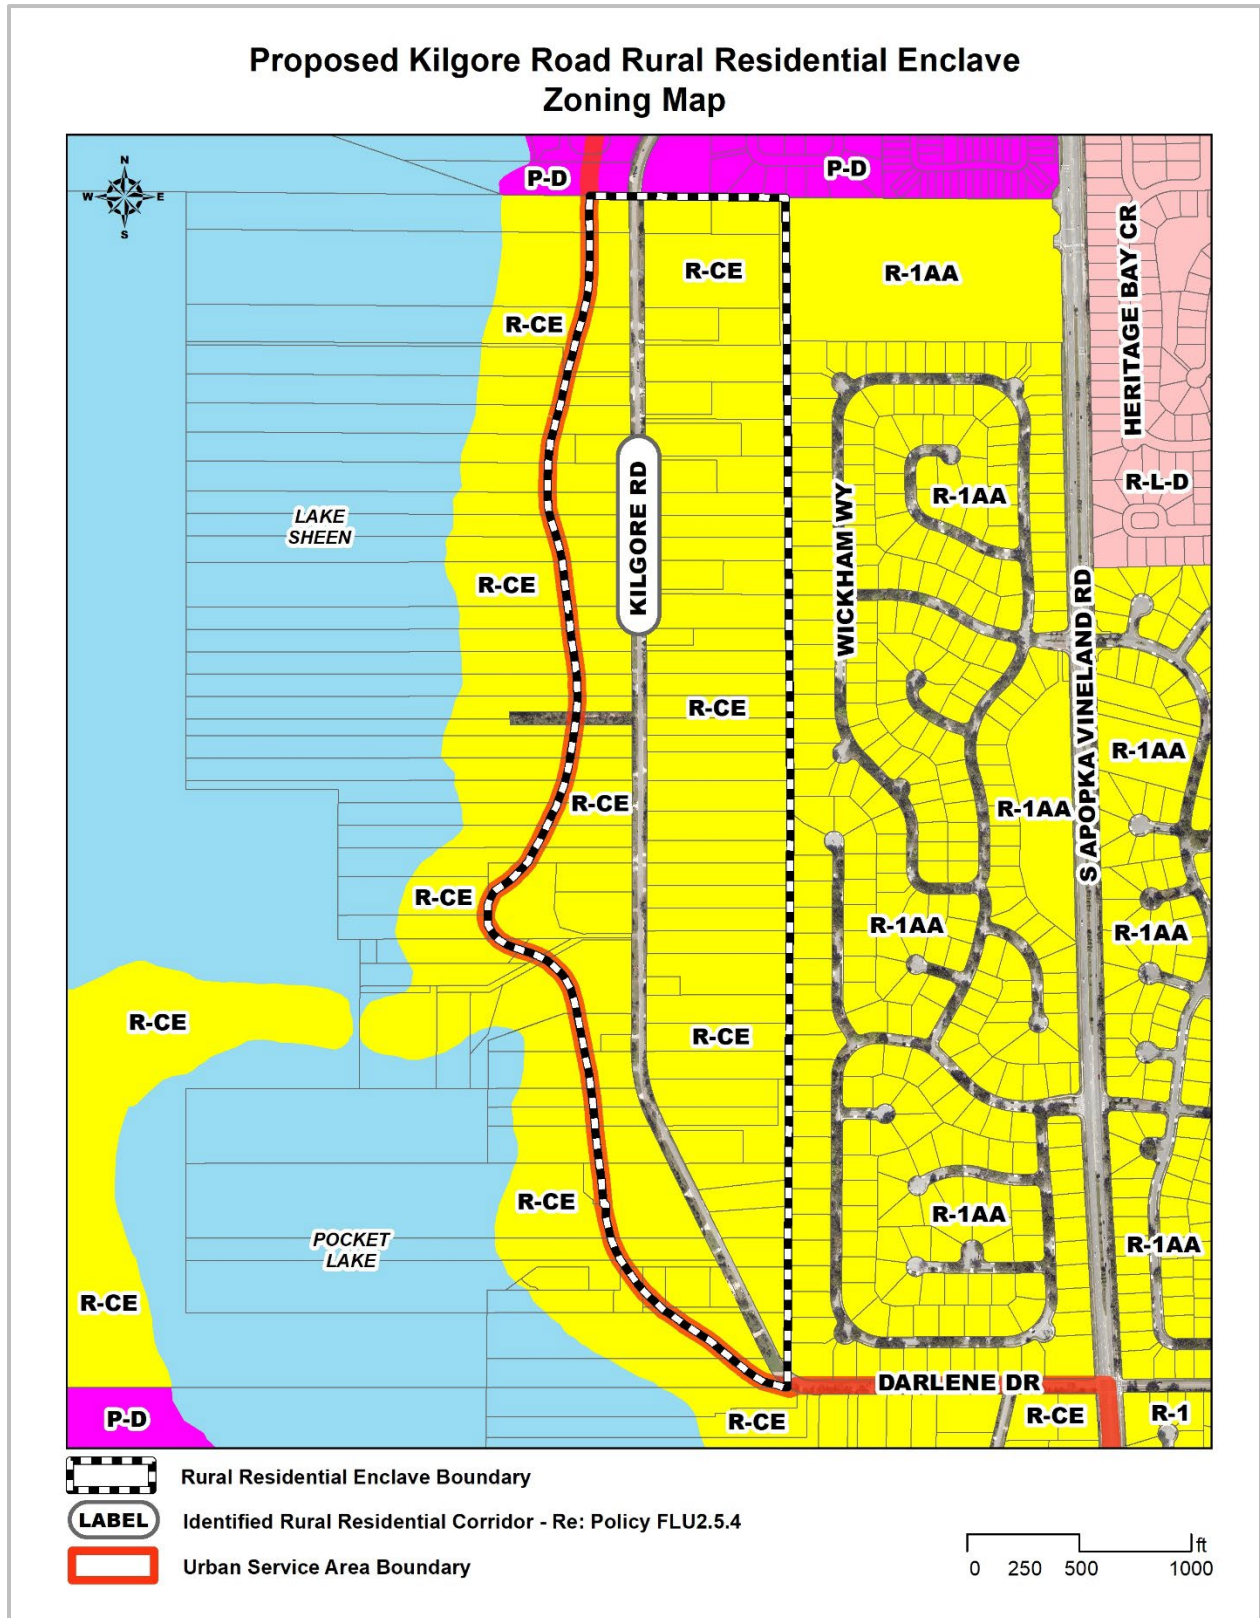 Proposed Kilgore Road Rural Residential Enclave
Zoning Map
N
W E
S
P-D
P-D
R-CE
R-1AA
R-CE
HERITAGE BAY CR
R-L-D
R-1AA
LAKE
SHEEN
KILGORE RD
WICKHAM WY
R-CE
S APOPKA VINELAND RD
R-CE
R-1AA
R-CE
R-1AA
R-CE
R-1AA
R-1AA
R-CE
R-CE
R-CE
R-1AA
R-1AA
POCKET
LAKE
R-CE
DARLENE DR
P-D
R-CE
R-CE
R-1
Rural Residential Enclave Boundary
LABEL Identified Rural Residential Corridor - Re: Policy FLU2.5.4
Urban Service Area Boundary
ft
0 250 500 1000